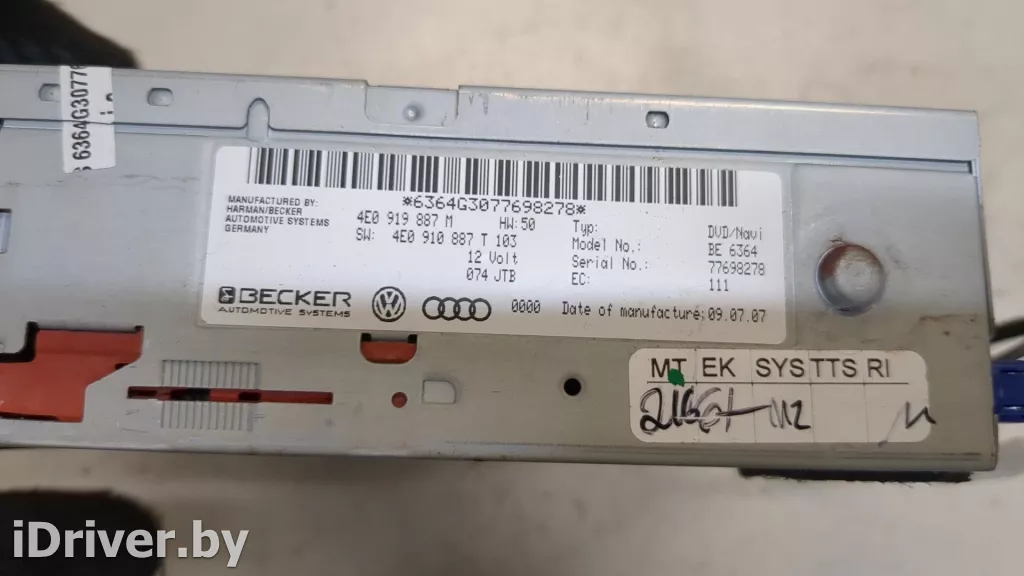 6364G3077
*6364G3077698278*
MANUFACTURED BY:
HARMAN/BECKER
AUTOMOTIVE SYSTEMS
GERMANY
4E0 919 887 M HW:50
SW: 4E0 910 887 T 103
12 Volt
074 JTB
Typ: DVD/Navi
Model No.: BE 6364
Serial No.: 77698278
EC: 111
BECKER
AUTOMOTIVE SYSTEMS
0000 Date of manufacture: 09.07.07
MT EK SYS TTS RI
iDriver.by